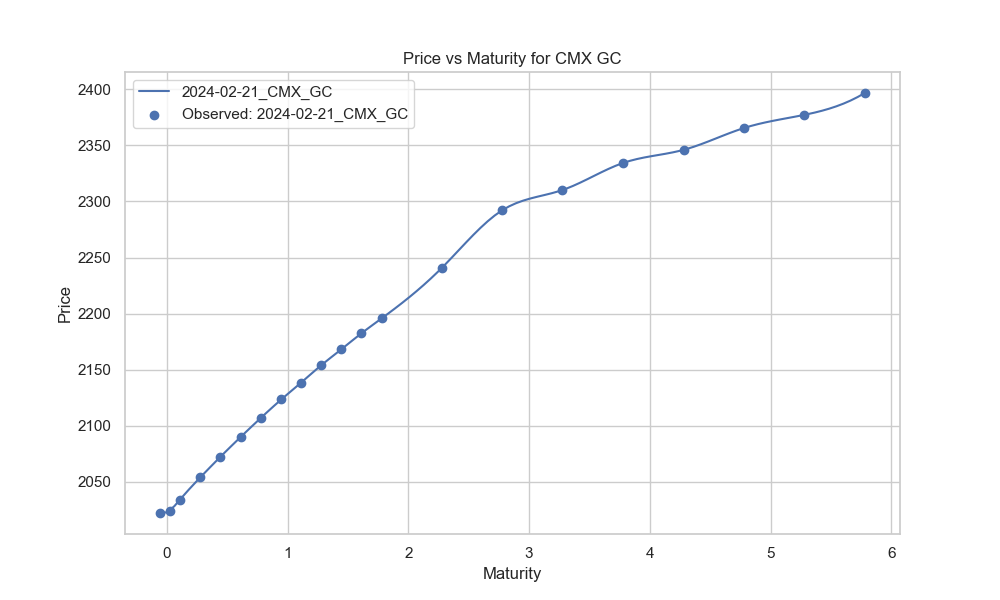 Price vs Maturity for CMX GC
2024-02-21_CMX_GC
Observed: 2024-02-21_CMX_GC
2400
2350
2300
2250
2200
2150
2100
2050
Price
0 1 2 3 4 5 6
Maturity